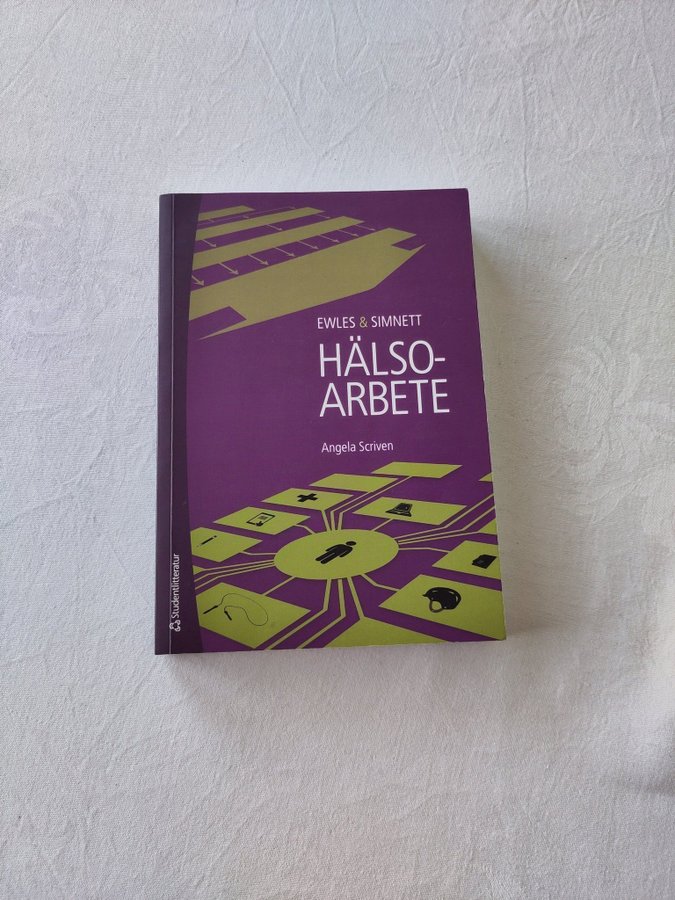 EWLES & SIMNETT
HÄLSO-
ARBETE
Angela Scriven
Studentlitteratur